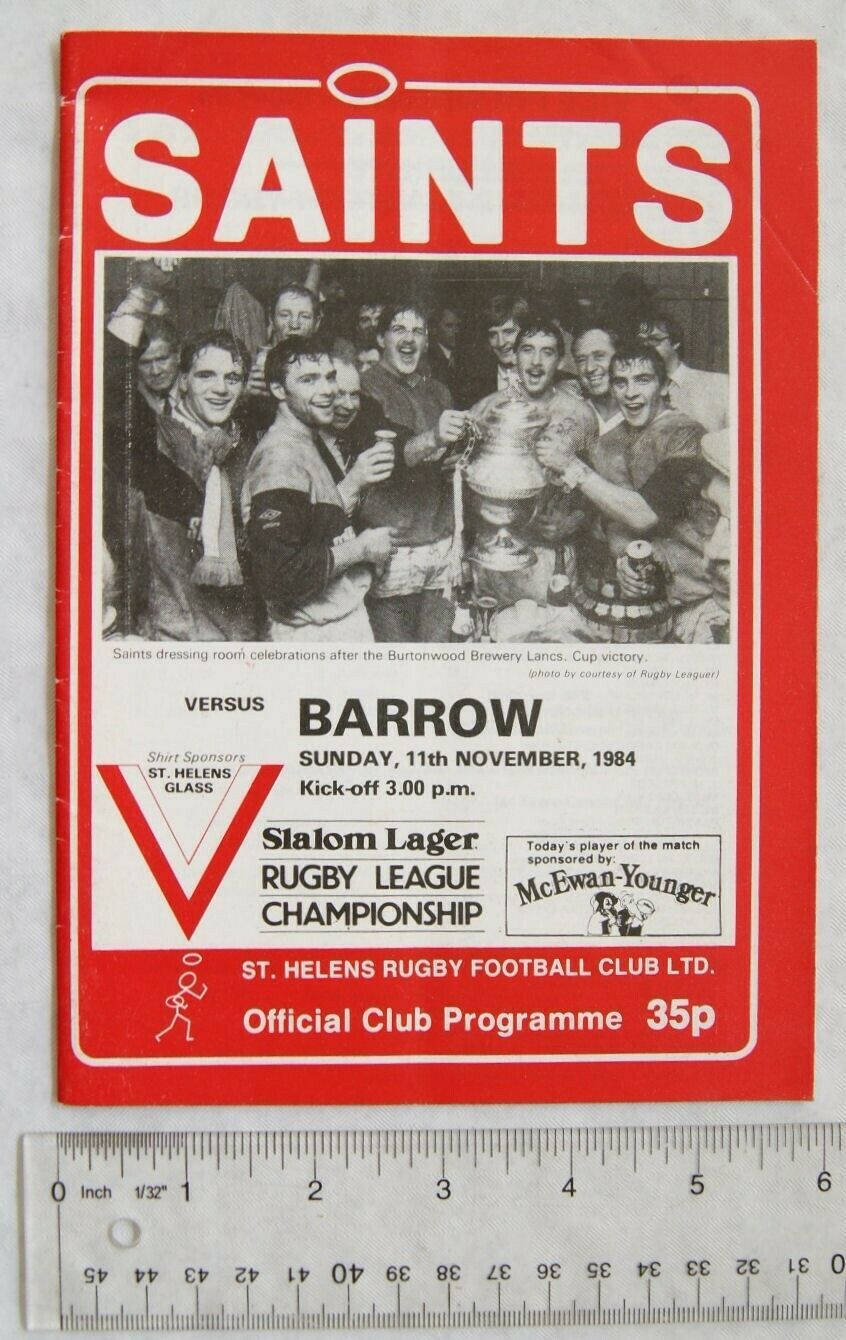 SAINTS
Saints dressing room celebrations after the Burtonwood Brewery Lancs. Cup victory.
(photo by courtesy of Rugby Leaguer)
VERSUS
BARROW
SUNDAY, 11th NOVEMBER, 1984
Kick-off 3.00 p.m.
Shirt Sponsors
ST. HELENS
GLASS
Slalom Lager
RUGBY LEAGUE
CHAMPIONSHIP
Today's player of the match
sponsored by:
McEwan-Younger
ST. HELENS RUGBY FOOTBALL CLUB LTD.
Official Club Programme 35p
0 Inch 1/32" 1 2 3 4 5 6
45 44 43 42 41 40 39 38 37 36 35 34 33 32 31 0